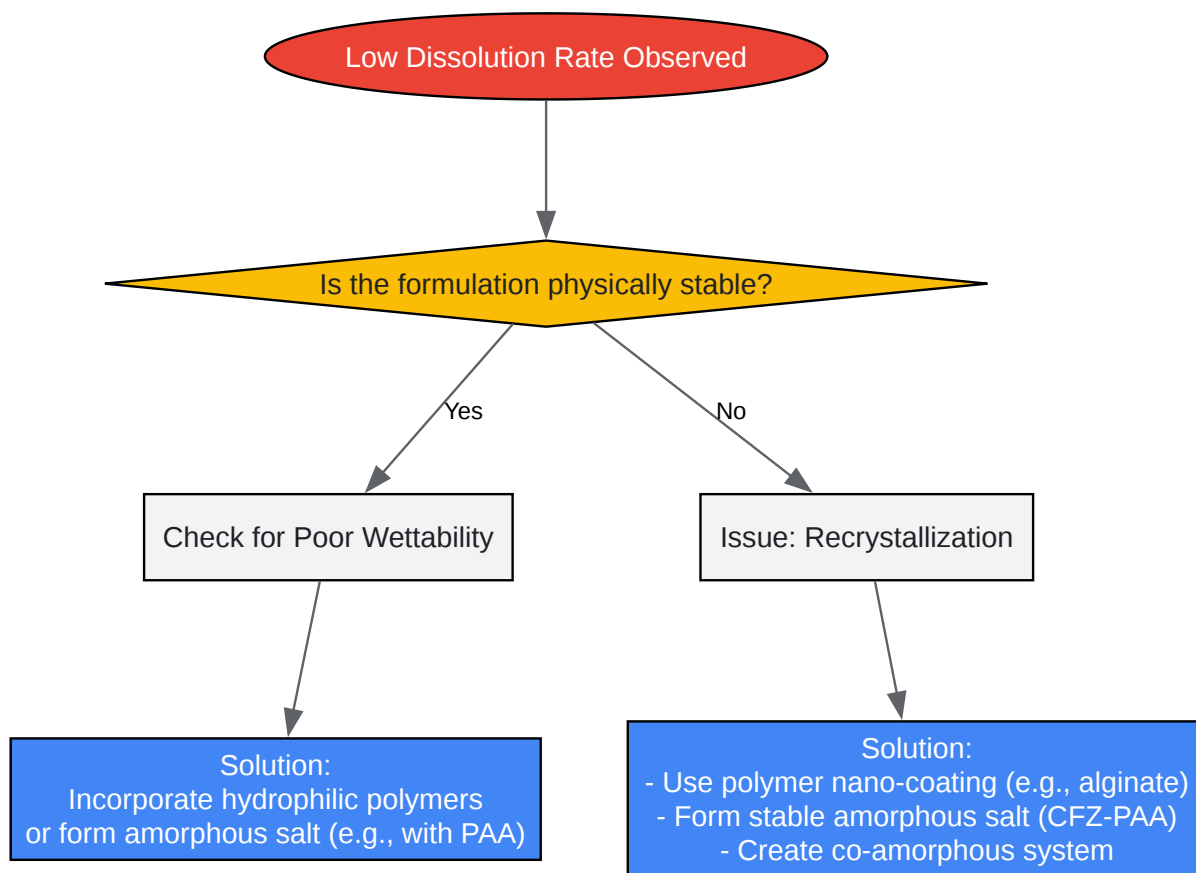 Low Dissolution Rate Observed
Is the formulation physically stable?
Yes
No
Check for Poor Wettability
Issue: Recrystallization
Solution:
Incorporate hydrophilic polymers
or form amorphous salt (e.g., with PAA)
Solution:
- Use polymer nano-coating (e.g., alginate)
- Form stable amorphous salt (CFZ-PAA)
- Create co-amorphous system